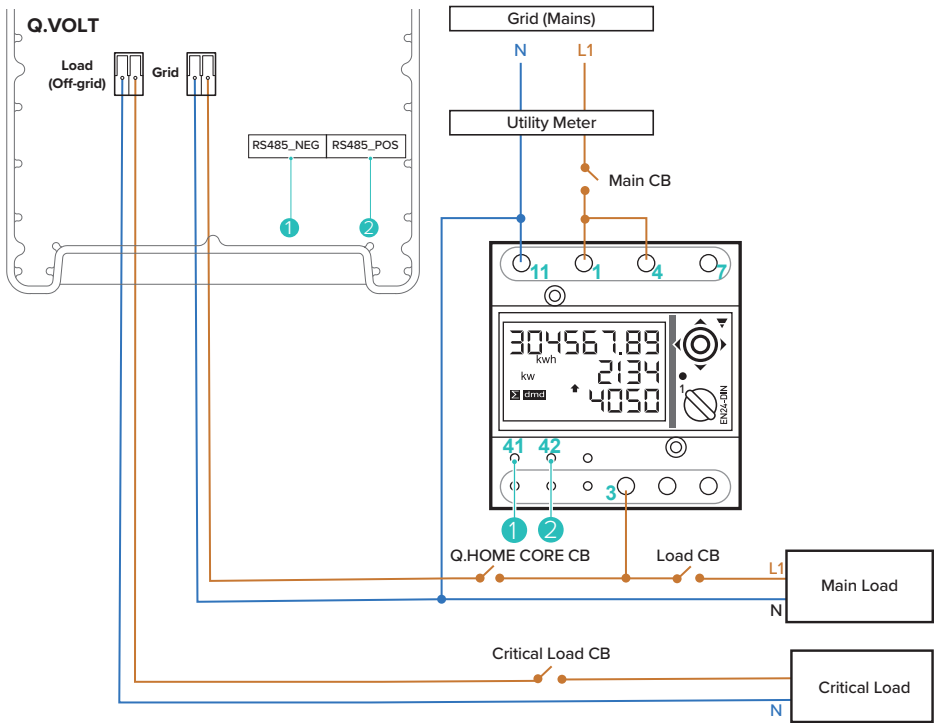 Q.VOLT
Load
(Off-grid)
Grid
RS485_NEG
RS485_POS
1
2
Grid (Mains)
N
L1
Utility Meter
Main CB
11
1
4
7
304567.89
kwh
kw
2134
Σ dmd
4050
1
EN24-DIN
41
42
3
1
2
Q.HOME CORE CB
Load CB
L1
N
Main Load
Critical Load CB
N
Critical Load